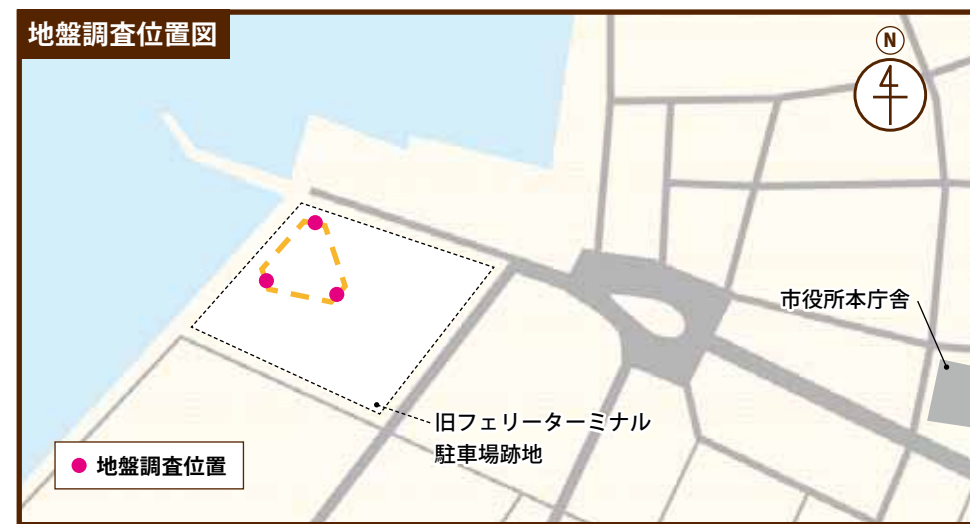 地盤調査位置図
N
市役所本庁舎
旧フェリーターミナル
駐車場跡地
地盤調査位置